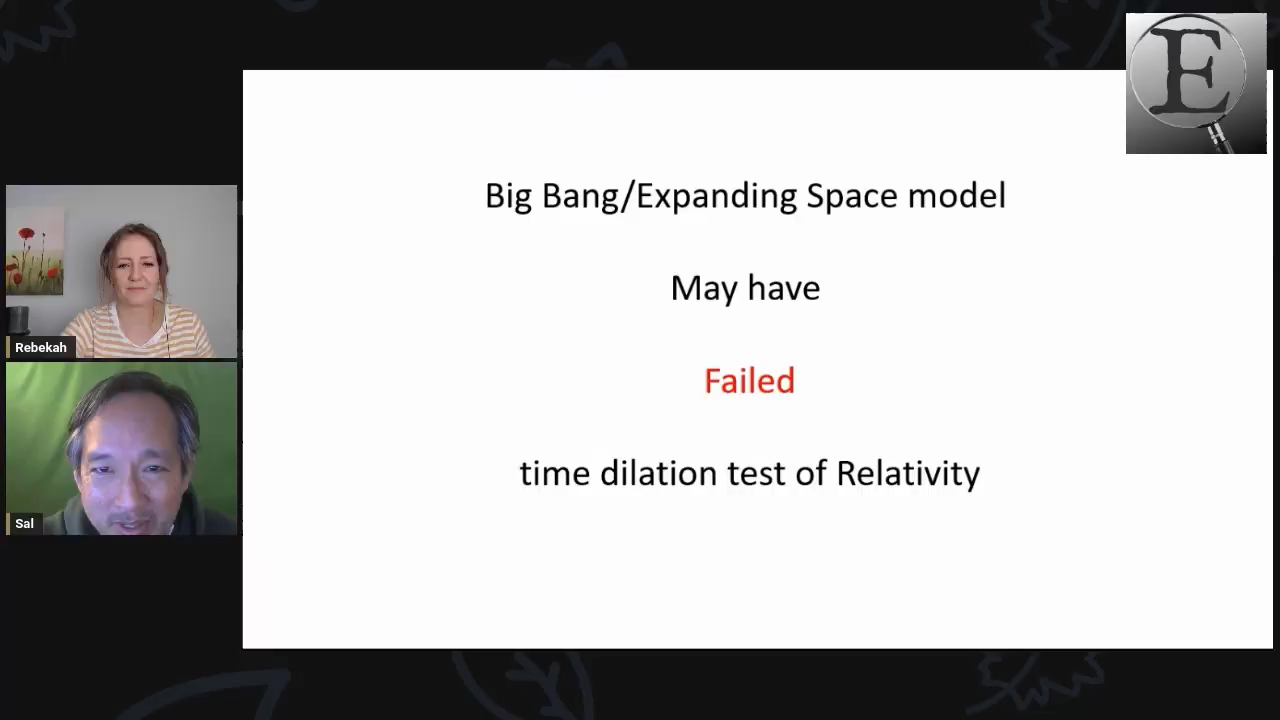 E
Big Bang/Expanding Space model
May have
Failed
time dilation test of Relativity
Rebekah
Sal